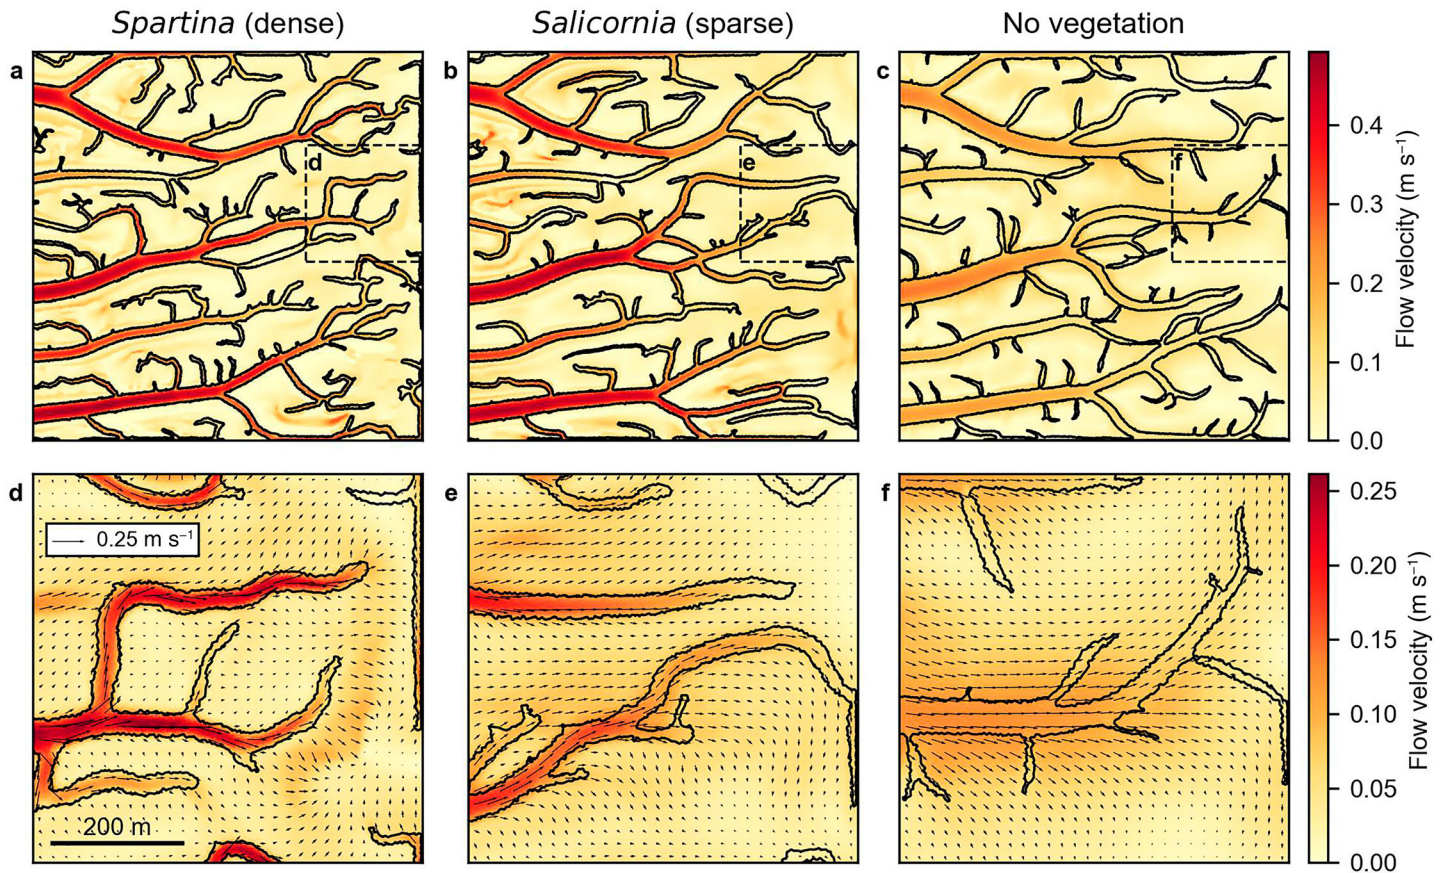 Spartina (dense)
Salicornia (sparse)
No vegetation
a
b
c
d
e
f
0.4
0.3
0.2
0.1
0.0
Flow velocity (m s⁻¹)
d
e
f
0.25 m s⁻¹
200 m
0.25
0.20
0.15
0.10
0.05
0.00
Flow velocity (m s⁻¹)